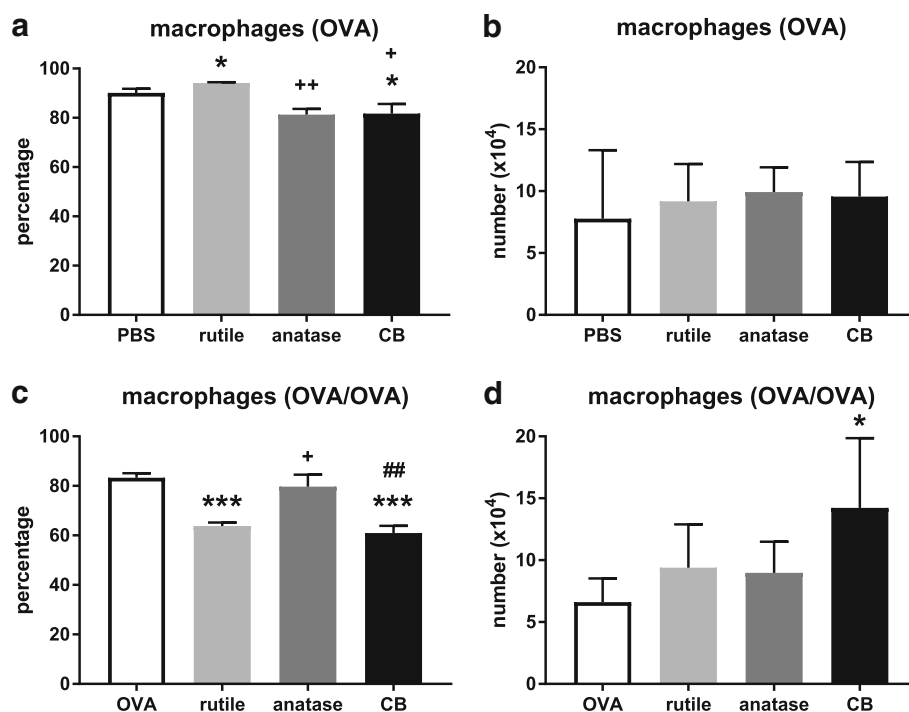 a
macrophages (OVA)
percentage
100
80
60
40
20
0
*
++
+
*
PBS rutile anatase CB
b
macrophages (OVA)
number (x10⁴)
20
15
10
5
0
PBS rutile anatase CB
c
macrophages (OVA/OVA)
percentage
100
80
60
40
20
0
***
+
##
***
OVA rutile anatase CB
d
macrophages (OVA/OVA)
number (x10⁴)
20
15
10
5
0
*
OVA rutile anatase CB